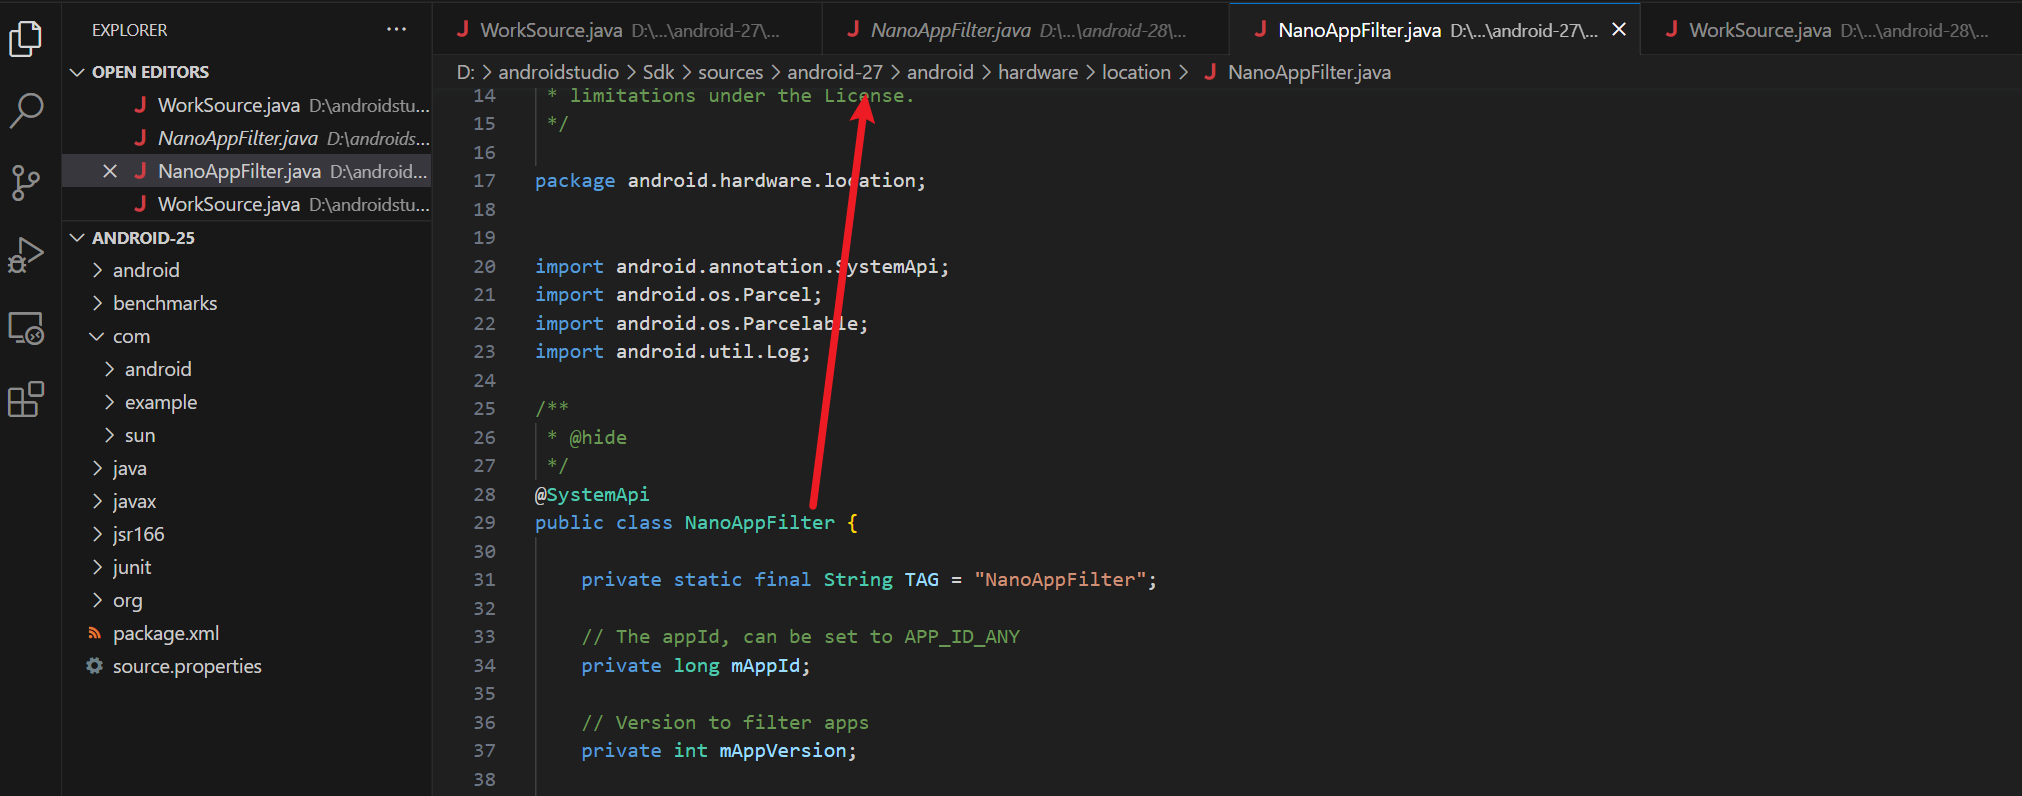 EXPLORER
OPEN EDITORS
WorkSource.java D:\androidstu...
NanoAppFilter.java D:\androids...
NanoAppFilter.java D:\android...
WorkSource.java D:\androidstu...
ANDROID-25
android
benchmarks
com
android
example
sun
java
javax
jsr166
junit
org
package.xml
source.properties
WorkSource.java D:\...\android-27\...
NanoAppFilter.java D:\...\android-28\...
NanoAppFilter.java D:\...\android-27\...
WorkSource.java D:\...\android-28\...
D: > androidstudio > Sdk > sources > android-27 > android > hardware > location > NanoAppFilter.java
14 * limitations under the License.
15 */
16
17 package android.hardware.location;
18
19
20 import android.annotation.SystemApi;
21 import android.os.Parcel;
22 import android.os.Parcelable;
23 import android.util.Log;
24
25 /**
26 * @hide
27 */
28 @SystemApi
29 public class NanoAppFilter {
30
31 private static final String TAG = "NanoAppFilter";
32
33 // The appId, can be set to APP_ID_ANY
34 private long mAppId;
35
36 // Version to filter apps
37 private int mAppVersion;
38